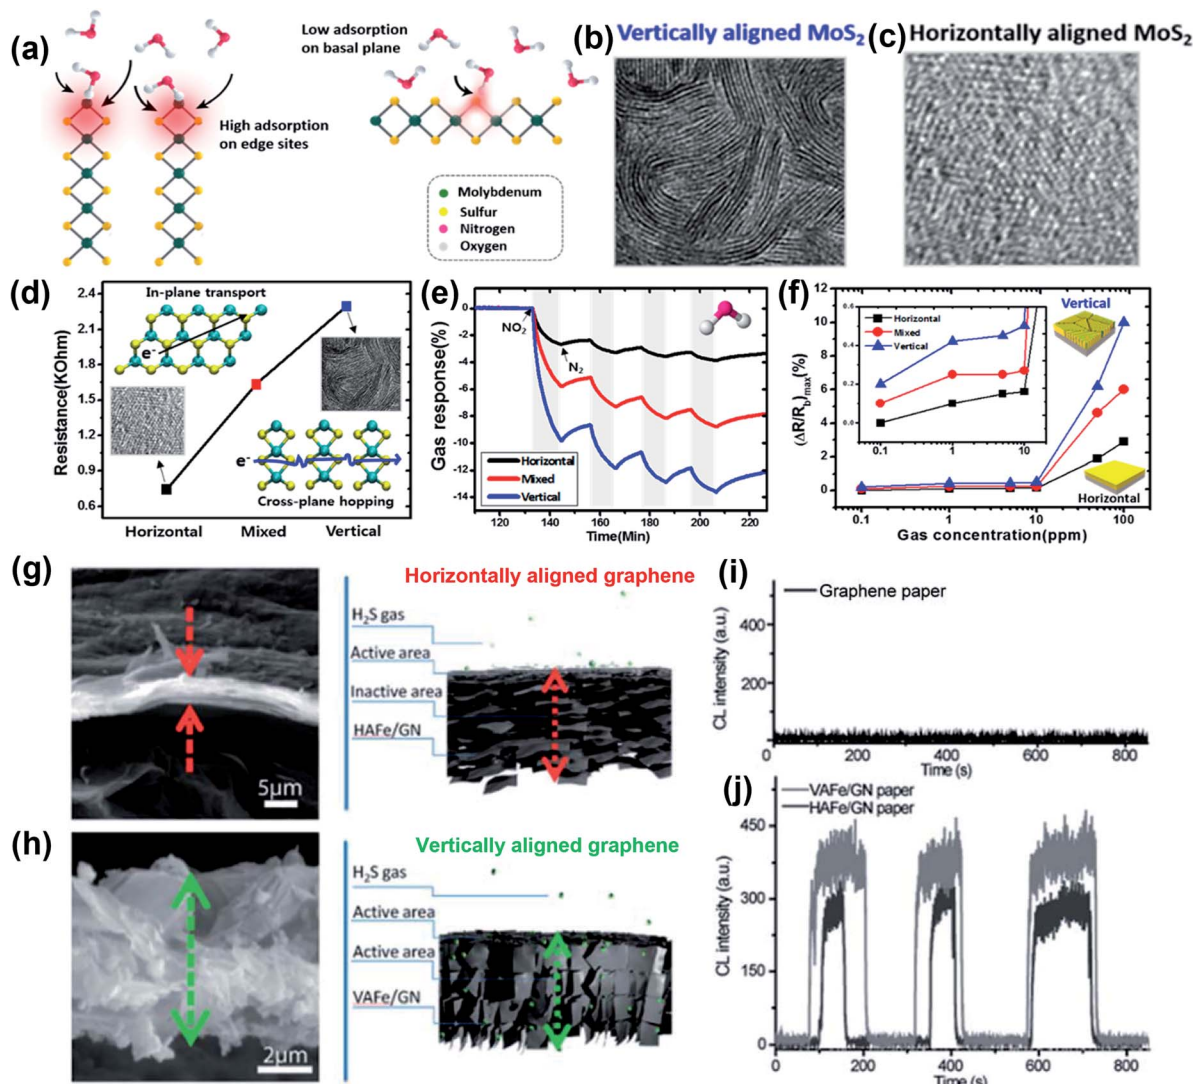 (a)
Low adsorption
on basal plane
High adsorption
on edge sites
Molybdenum
Sulfur
Nitrogen
Oxygen
(b) Vertically aligned MoS2
(c) Horizontally aligned MoS2
(d)
Resistance(KOhm)
2.4
2.1
1.8
1.5
1.2
0.9
0.6
In-plane transport
e-
e-
Cross-plane hopping
Horizontal Mixed Vertical
(e)
Gas response(%)
0
-2
-4
-6
-8
-10
-12
-14
NO2
N2
Horizontal
Mixed
Vertical
120 140 160 180 200 220
Time(Min)
(f)
(ΔR/Rb)max(%)
12
10
8
6
4
2
0
0.6
0.4
0.2
0.0
Horizontal
Mixed
Vertical
0.1 1 10
Vertical
Horizontal
0.1 1 10 100
Gas concentration(ppm)
(g)
5μm
Horizontally aligned graphene
H2S gas
Active area
Inactive area
HAFe/GN
(h)
2μm
Vertically aligned graphene
H2S gas
Active area
Active area
VAFe/GN
(i)
Graphene paper
CL intensity (a.u.)
400
200
0 200 400 600 800
Time (s)
(j)
VAFe/GN paper
HAFe/GN paper
CL intensity (a.u.)
450
300
150
0
0 200 400 600 800
Time (s)